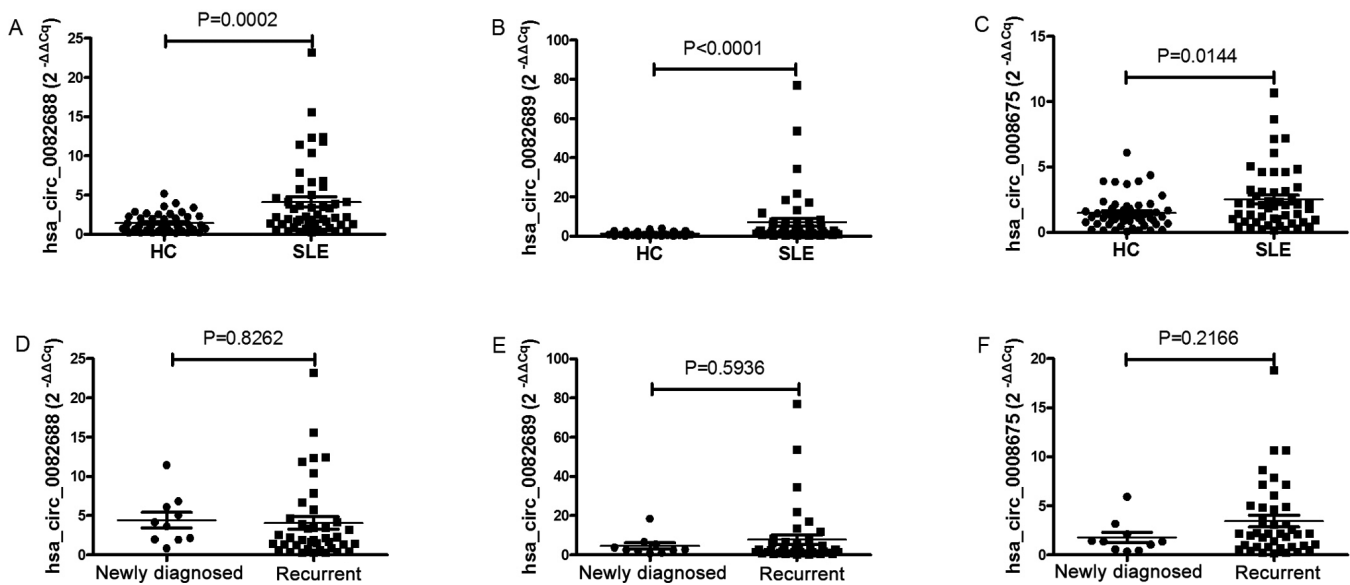 A
P=0.0002
hsa_circ_0082688 (2 -ΔΔCq)
25
20
15
10
5
0
HC
SLE
B
P<0.0001
hsa_circ_0082689 (2 -ΔΔCq)
100
80
60
40
20
0
HC
SLE
C
P=0.0144
hsa_circ_00008675 (2 -ΔΔCq)
15
10
5
0
HC
SLE
D
P=0.8262
hsa_circ_0082688 (2 -ΔΔCq)
25
20
15
10
5
0
Newly diagnosed
Recurrent
E
P=0.5936
hsa_circ_0082689 (2 -ΔΔCq)
100
80
60
40
20
0
Newly diagnosed
Recurrent
F
P=0.2166
hsa_circ_0008675 (2 -ΔΔCq)
20
15
10
5
0
Newly diagnosed
Recurrent